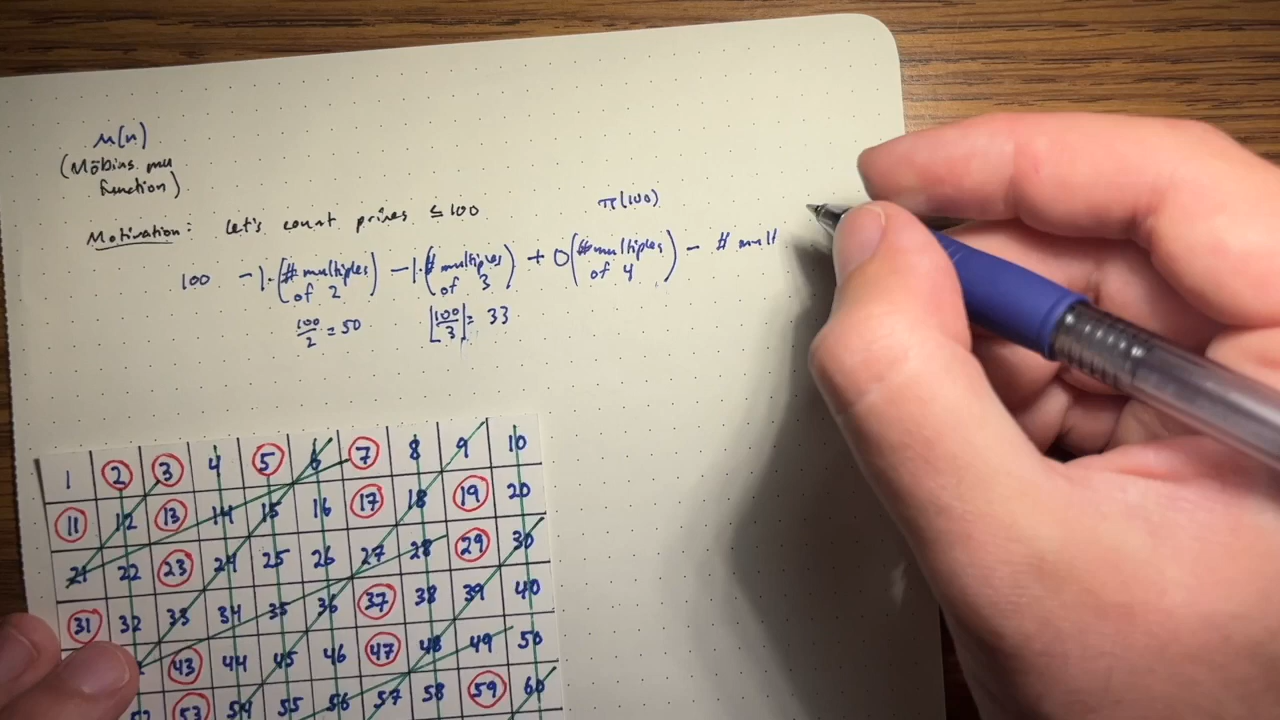 μ(n)
(Möbius mu
function)
Motivation: Let's count primes ≤100
π(100)
100 -1·(# multiples of 2) -1·(# multiples of 3) + 0(# multiples of 4) - # mult
100/2 = 50
⌊100/3⌋ = 33
1 2 3 4 5 6 7 8 9 10
11 12 13 14 15 16 17 18 19 20
21 22 23 24 25 26 27 28 29 30
31 32 33 34 35 36 37 38 39 40
43 44 45 46 47 48 49 50
53 54 55 56 57 58 59 60